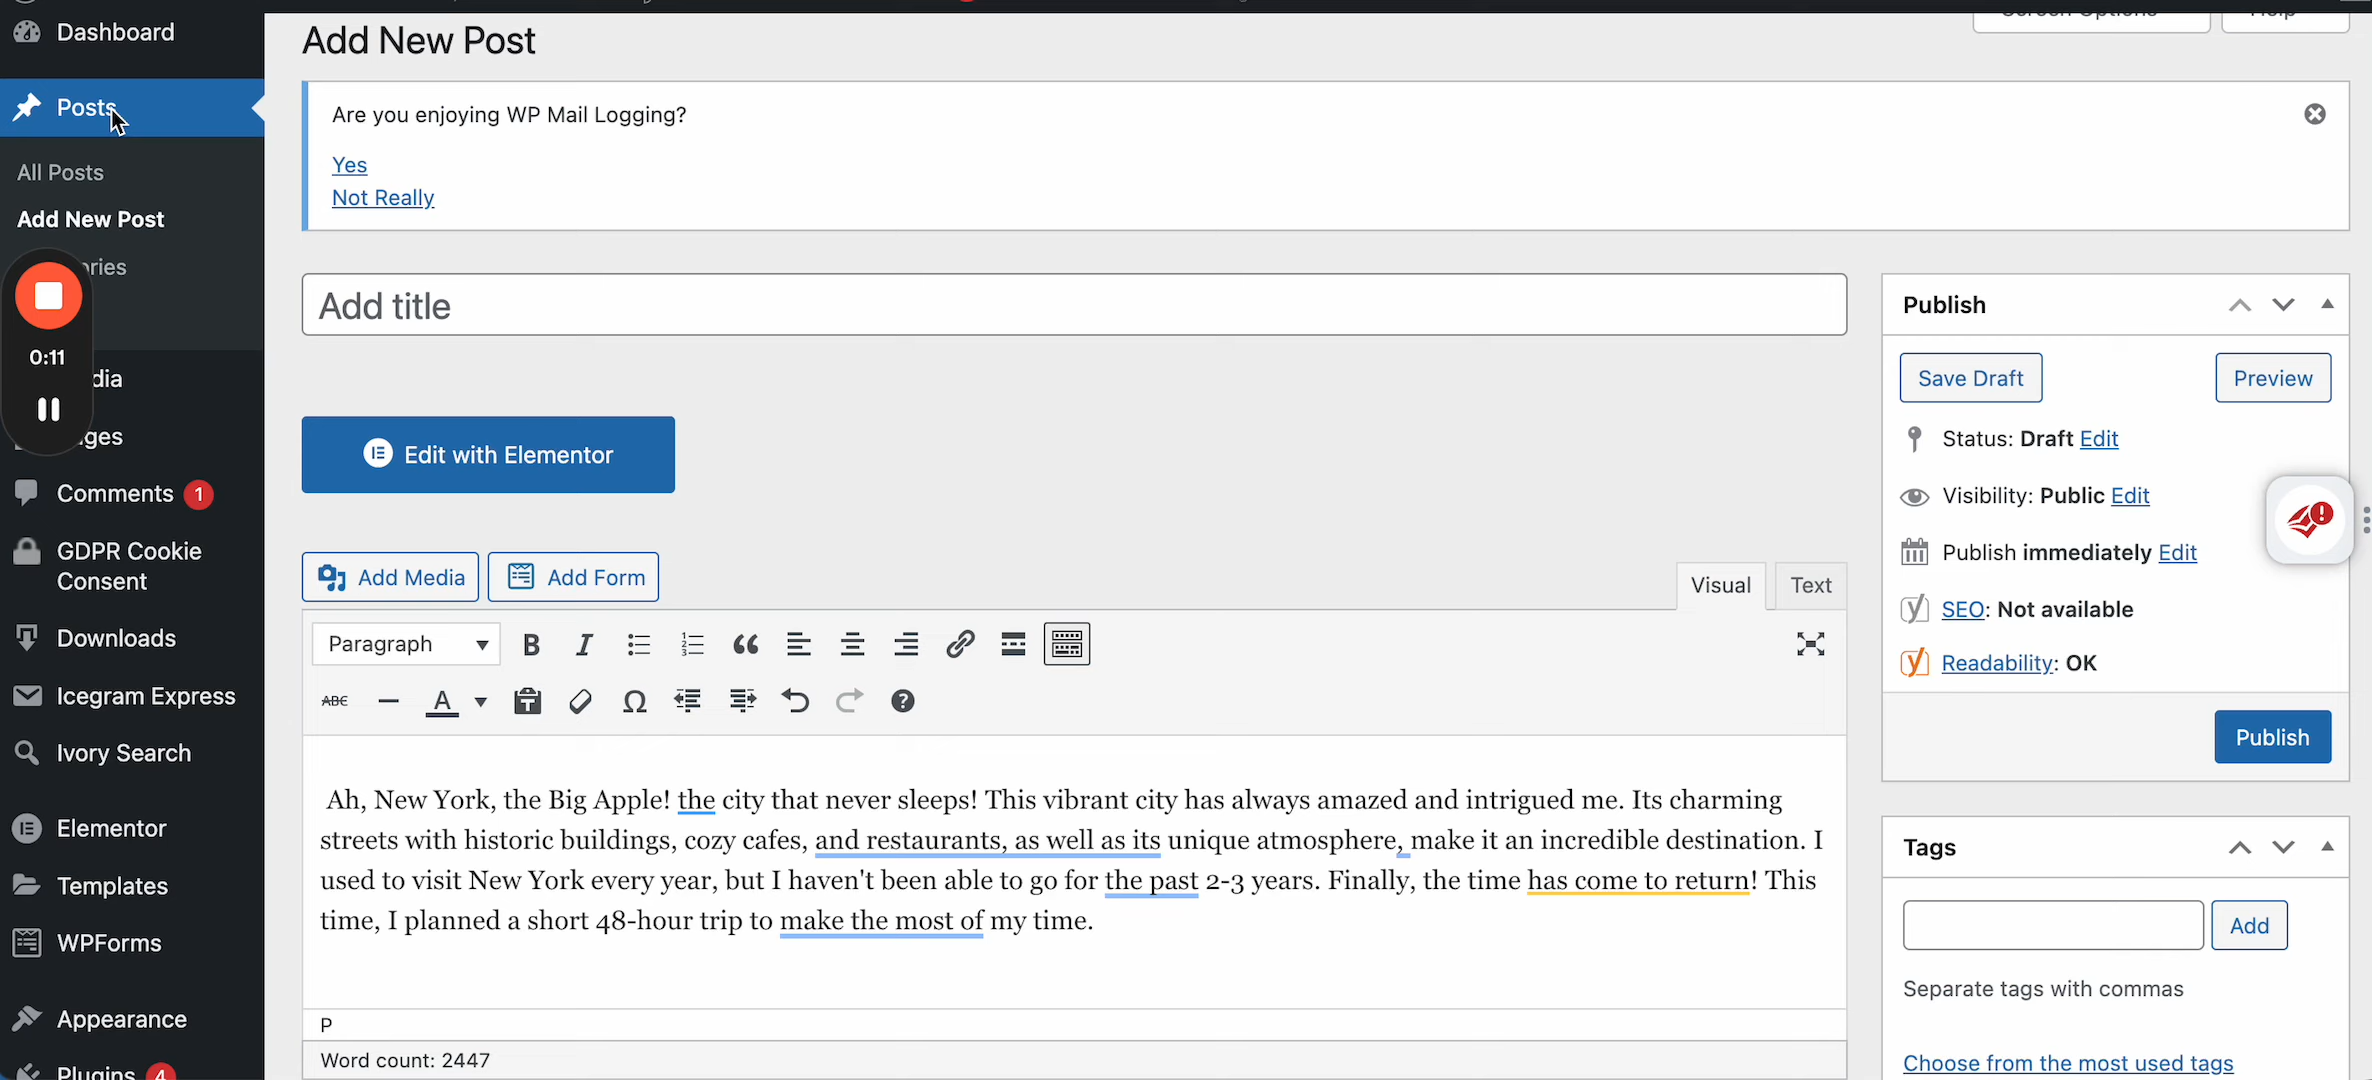 Dashboard
Posts
All Posts
Add New Post
ories
0:11
dia
ges
Comments 1
GDPR Cookie
Consent
Downloads
Icegram Express
Ivory Search
Elementor
Templates
WPForms
Appearance
Plugins 4
Add New Post
Screen Options
Help
Are you enjoying WP Mail Logging?
Yes
Not Really
Add title
Edit with Elementor
Add Media
Add Form
Visual
Text
Paragraph
B I
ABC A
Ah, New York, the Big Apple! the city that never sleeps! This vibrant city has always amazed and intrigued me. Its charming
streets with historic buildings, cozy cafes, and restaurants, as well as its unique atmosphere, make it an incredible destination. I
used to visit New York every year, but I haven't been able to go for the past 2-3 years. Finally, the time has come to return! This
time, I planned a short 48-hour trip to make the most of my time.
P
Word count: 2447
Publish
Save Draft
Preview
Status: Draft Edit
Visibility: Public Edit
Publish immediately Edit
SEO: Not available
Readability: OK
Publish
Tags
Add
Separate tags with commas
Choose from the most used tags